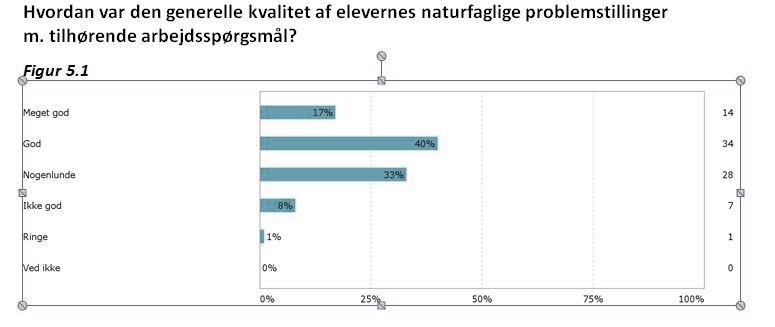 Hvordan var den generelle kvalitet af elevernes naturfaglige problemstillinger
m. tilhørende arbejdsspørgsmål?
Figur 5.1
Meget god 17% 14
God 40% 34
Nogenlunde 33% 28
Ikke god 8% 7
Ringe 1% 1
Ved ikke 0% 0
0% 25% 50% 75% 100%